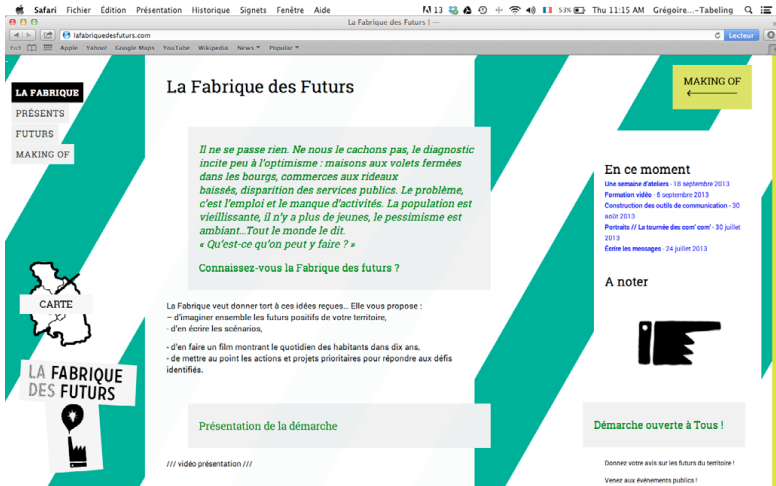 Safari Fichier Édition Présentation Historique Signets Fenêtre Aide
13 53% Thu 11:15 AM Grégoire...-Tabeling
La Fabrique des Futurs | —
lafabriquedesfuturs.com
Lecteur
Apple Yahoo! Google Maps YouTube Wikipedia News Popular
LA FABRIQUE
PRÉSENTS
FUTURS
MAKING OF
CARTE
LA FABRIQUE
DES FUTURS
La Fabrique des Futurs
Il ne se passe rien. Ne nous le cachons pas, le diagnostic
incite peu à l'optimisme : maisons aux volets fermées
dans les bourgs, commerces aux rideaux
baissés, disparition des services publics. Le problème,
c'est l'emploi et le manque d'activités. La population est
vieillissante, il n'y a plus de jeunes, le pessimisme est
ambiant...Tout le monde le dit.
« Qu'est-ce qu'on peut y faire ? »
Connaissez-vous la Fabrique des futurs ?
La Fabrique veut donner tort à ces idées reçues... Elle vous propose :
– d'imaginer ensemble les futurs positifs de votre territoire,
- d'en écrire les scénarios,
- d'en faire un film montrant le quotidien des habitants dans dix ans,
- de mettre au point les actions et projets prioritaires pour répondre aux défis
identifiés.
Présentation de la démarche
/// vidéo présentation ///
MAKING OF
En ce moment
Une semaine d'ateliers - 18 septembre 2013
Formation vidéo - 5 septembre 2013
Construction des outils de communication - 30
août 2013
Portraits // La tournée des com' com' - 30 juillet
2013
Écrire les messages - 24 juillet 2013
A noter
Démarche ouverte à Tous !
Donnez votre avis sur les futurs du territoire !
Venez aux événements publics !